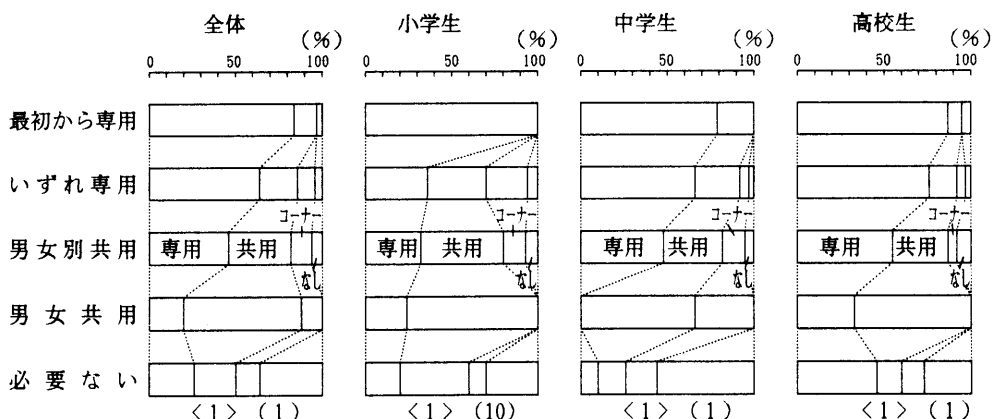 全体 小学生 中学生 高校生
(%) (%) (%) (%)
0 50 100 0 50 100 0 50 100 0 50 100
最初から専用
いずれ専用
コーナー コーナー コーナー コーナー
男女別共用 専用 共用 専用 共用 専用 共用 専用 共用
なし なし なし なし
男女共用
必要ない
<1> (1) <1> (10) <1> (1) <1> (1)